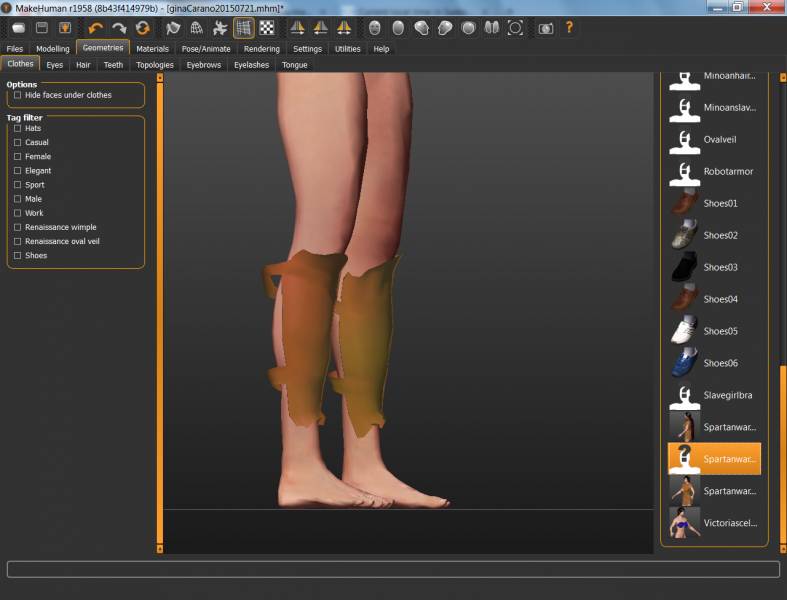 MakeHuman r1958 (8b43f414979b) - [ginaCarano20150721.mhm]*
Files Modelling Geometries Materials Pose/Animate Rendering Settings Utilities Help
Clothes Eyes Hair Teeth Topologies Eyebrows Eyelashes Tongue
Options
Hide faces under clothes
Tag filter
Hats
Casual
Female
Elegant
Sport
Male
Work
Renaissance wimple
Renaissance oval veil
Shoes
Minoanhair...
Minoanslav...
Ovalveil
Robotarmor
Shoes01
Shoes02
Shoes03
Shoes04
Shoes05
Shoes06
Slavegirlbra
Spartanwar...
Spartanwar...
Spartanwar...
Victoriascel...